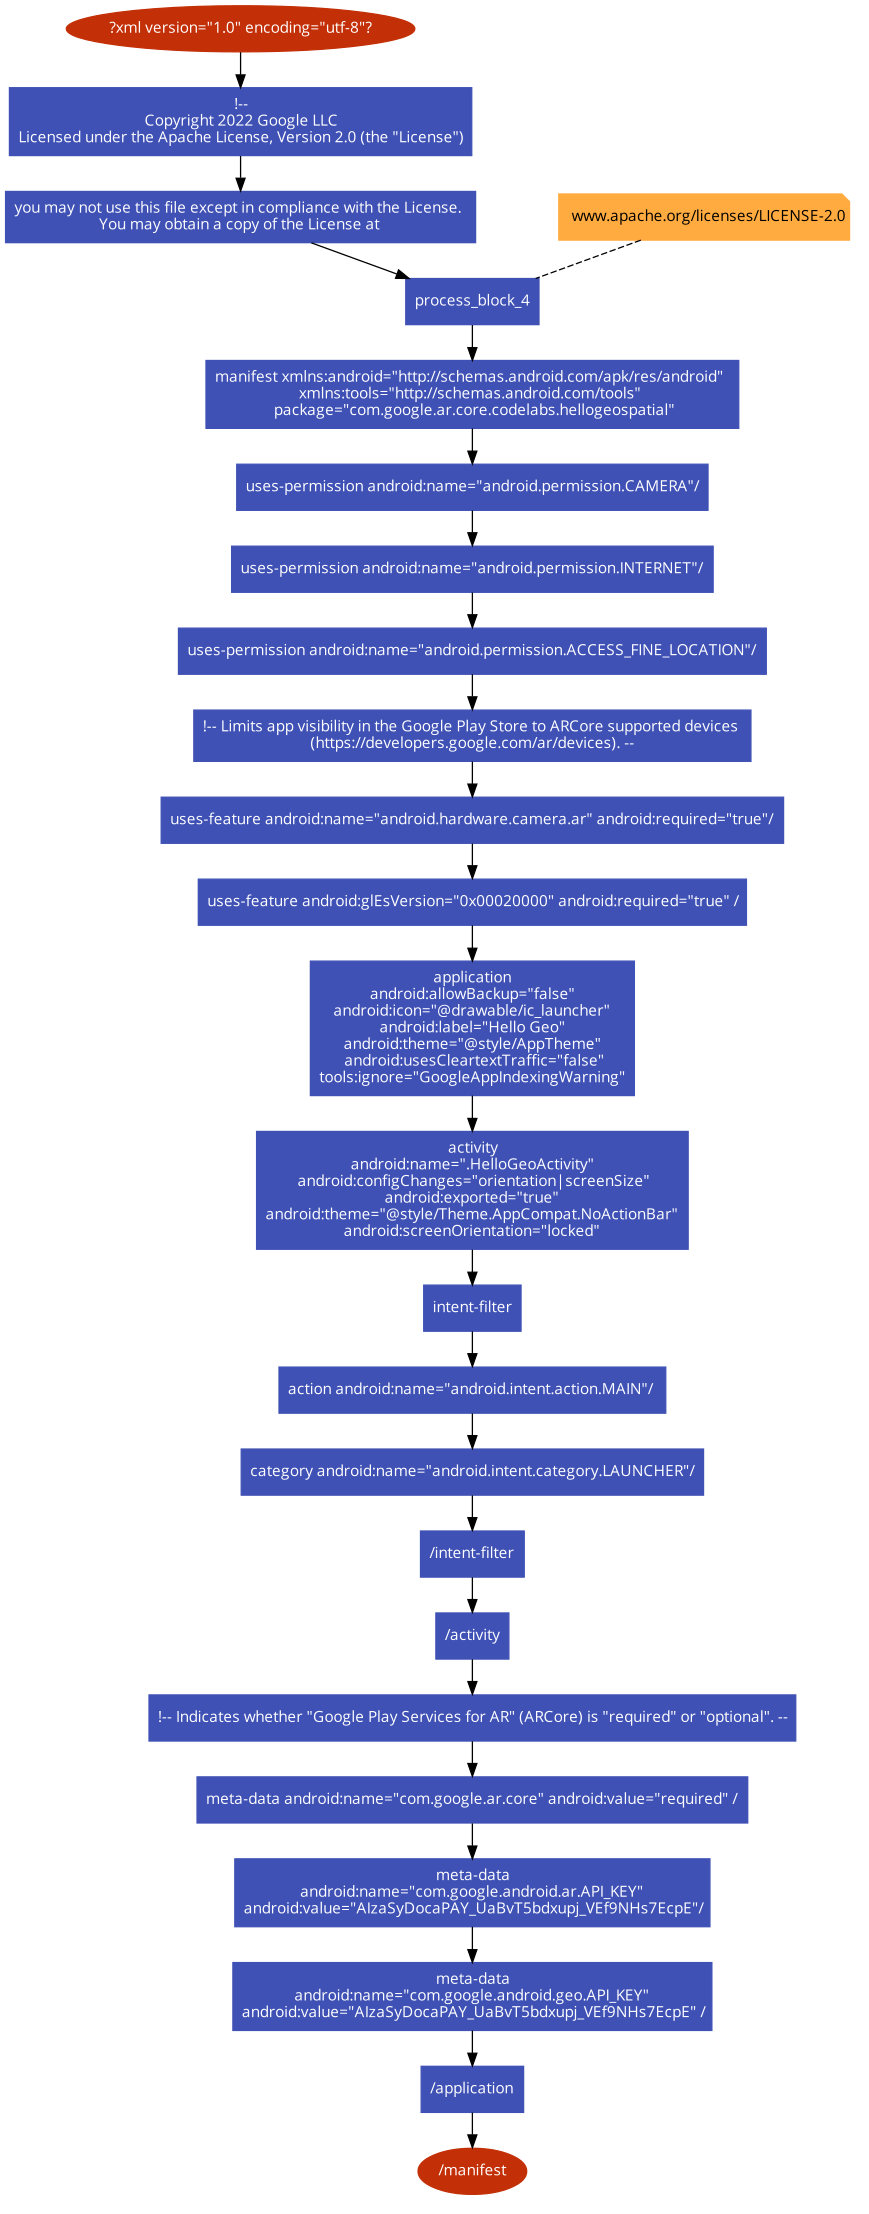 ?xml version="1.0" encoding="utf-8"?
!--
Copyright 2022 Google LLC
Licensed under the Apache License, Version 2.0 (the "License")
you may not use this file except in compliance with the License.
You may obtain a copy of the License at
www.apache.org/licenses/LICENSE-2.0
process_block_4
manifest xmlns:android="http://schemas.android.com/apk/res/android"
xmlns:tools="http://schemas.android.com/tools"
package="com.google.ar.core.codelabs.hellogeospatial"
uses-permission android:name="android.permission.CAMERA"/
uses-permission android:name="android.permission.INTERNET"/
uses-permission android:name="android.permission.ACCESS_FINE_LOCATION"/
!-- Limits app visibility in the Google Play Store to ARCore supported devices
(https://developers.google.com/ar/devices). --
uses-feature android:name="android.hardware.camera.ar" android:required="true"/
uses-feature android:glEsVersion="0x00020000" android:required="true" /
application
android:allowBackup="false"
android:icon="@drawable/ic_launcher"
android:label="Hello Geo"
android:theme="@style/AppTheme"
android:usesCleartextTraffic="false"
tools:ignore="GoogleAppIndexingWarning"
activity
android:name=".HelloGeoActivity"
android:configChanges="orientation|screenSize"
android:exported="true"
android:theme="@style/Theme.AppCompat.NoActionBar"
android:screenOrientation="locked"
intent-filter
action android:name="android.intent.action.MAIN"/
category android:name="android.intent.category.LAUNCHER"/
/intent-filter
/activity
!-- Indicates whether "Google Play Services for AR" (ARCore) is "required" or "optional". --
meta-data android:name="com.google.ar.core" android:value="required" /
meta-data
android:name="com.google.android.ar.API_KEY"
android:value="AIzaSyDocaPAY_UaBvT5bdxupj_VEf9NHs7EcpE"/
meta-data
android:name="com.google.android.geo.API_KEY"
android:value="AIzaSyDocaPAY_UaBvT5bdxupj_VEf9NHs7EcpE" /
/application
/manifest